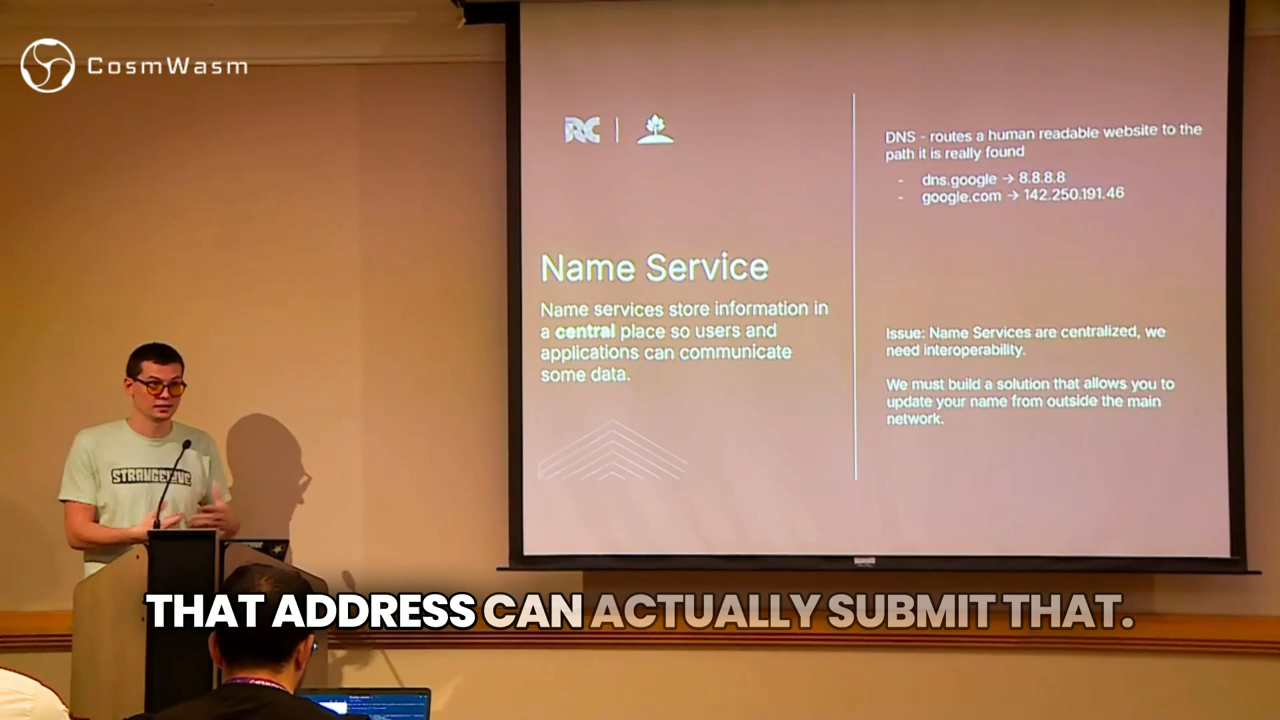 CosmWasm
RC
DNS - routes a human readable website to the
path it is really found
- dns.google → 8.8.8.8
- google.com → 142.250.191.46
Name Service
Name services store information in
a central place so users and
applications can communicate
some data.
Issue: Name Services are centralized, we
need interoperability.
We must build a solution that allows you to
update your name from outside the main
network.
STRANGELOVE
THAT ADDRESS CAN ACTUALLY SUBMIT THAT.